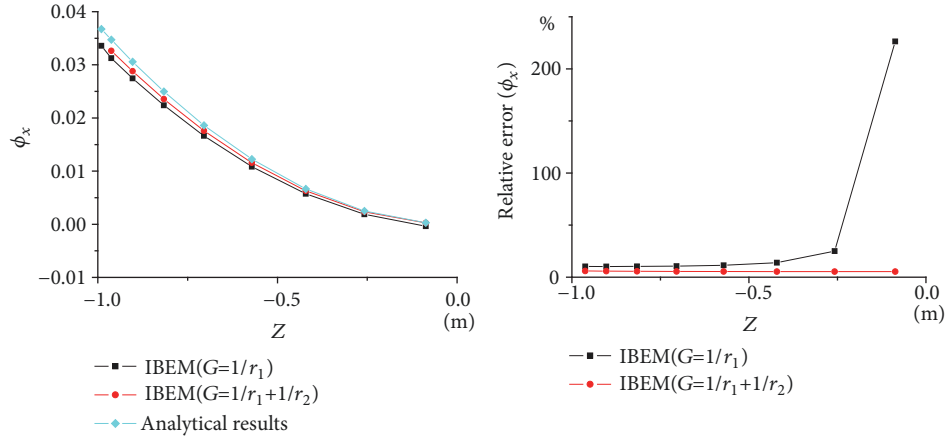 0.04
0.03
0.02
0.01
0.00
−0.01
ϕx
−1.0
−0.5
0.0
(m)
Z
IBEM(G=1/r1)
IBEM(G=1/r1+1/r2)
Analytical results
%
200
100
0
Relative error (ϕx)
−1.0
−0.5
0.0
(m)
Z
IBEM(G=1/r1)
IBEM(G=1/r1+1/r2)